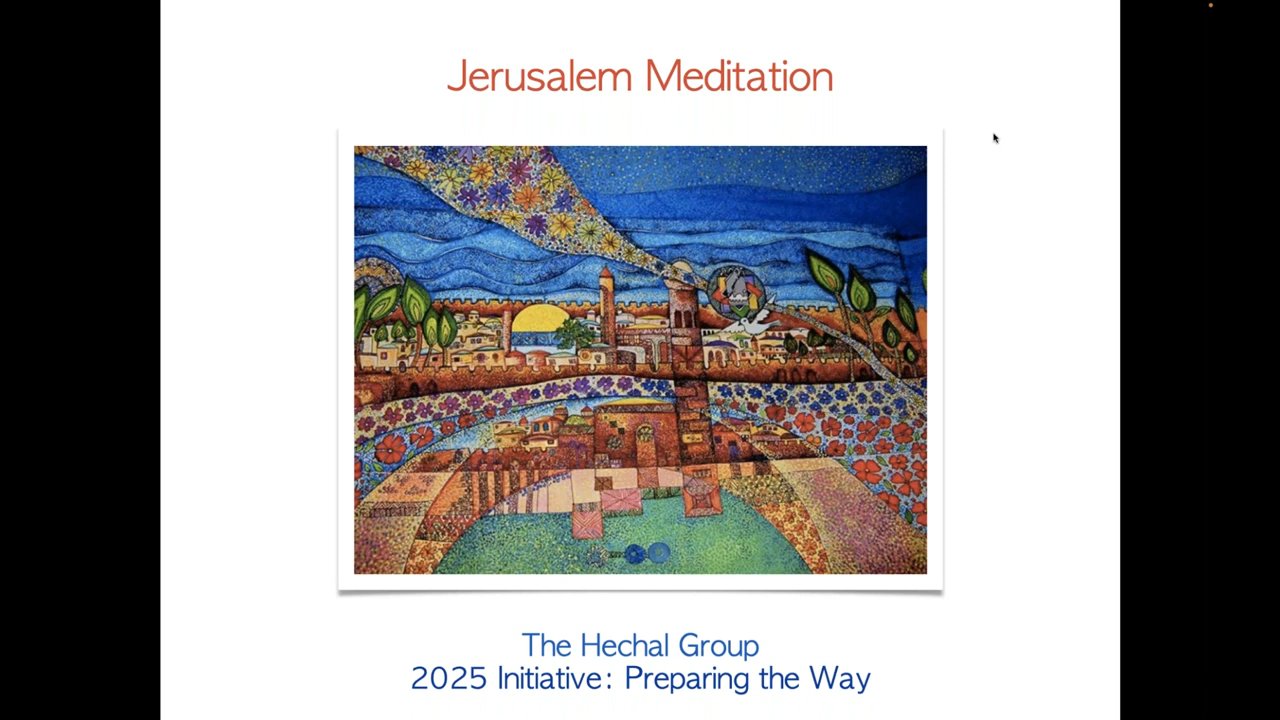 Jerusalem Meditation
The Hechal Group
2025 Initiative: Preparing the Way